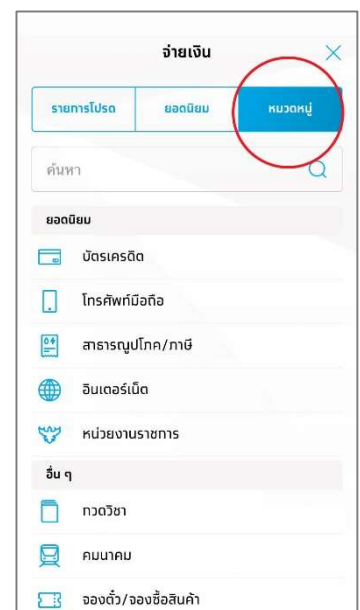 จ่ายเงิน
รายการโปรด ยอดนิยม หมวดหมู่
ค้นหา
ยอดนิยม
บัตรเครดิต
โทรศัพท์มือถือ
สาธารณูปโภค/ภาษี
อินเตอร์เน็ต
หน่วยงานราชการ
อื่น ๆ
กวดวิชา
คมนาคม
จองตั๋ว/จองซื้อสินค้า